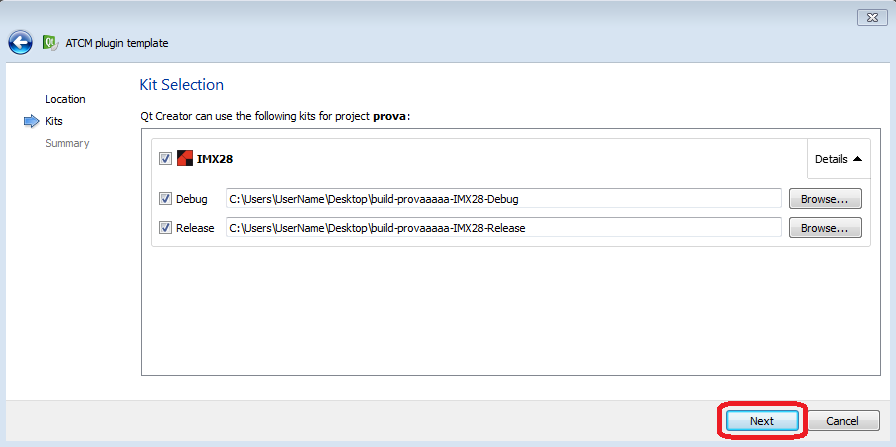 ATCM plugin template
Location
Kits
Summary
Kit Selection
Qt Creator can use the following kits for project prova:
IMX28
Details
Debug C:\Users\UserName\Desktop\build-provaaaaa-IMX28-Debug Browse...
Release C:\Users\UserName\Desktop\build-provaaaaa-IMX28-Release Browse...
Next Cancel